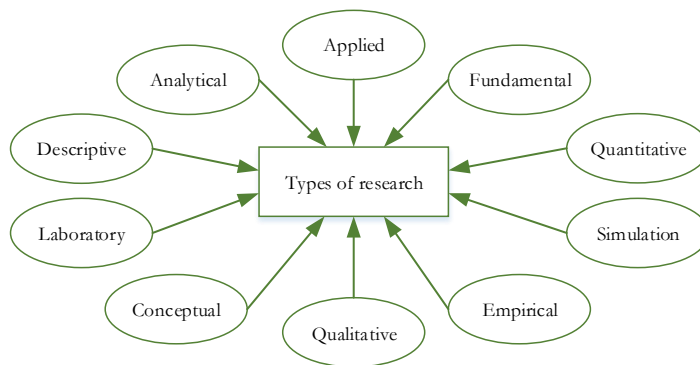 Applied
Analytical
Fundamental
Descriptive
Quantitative
Types of research
Laboratory
Simulation
Conceptual
Empirical
Qualitative